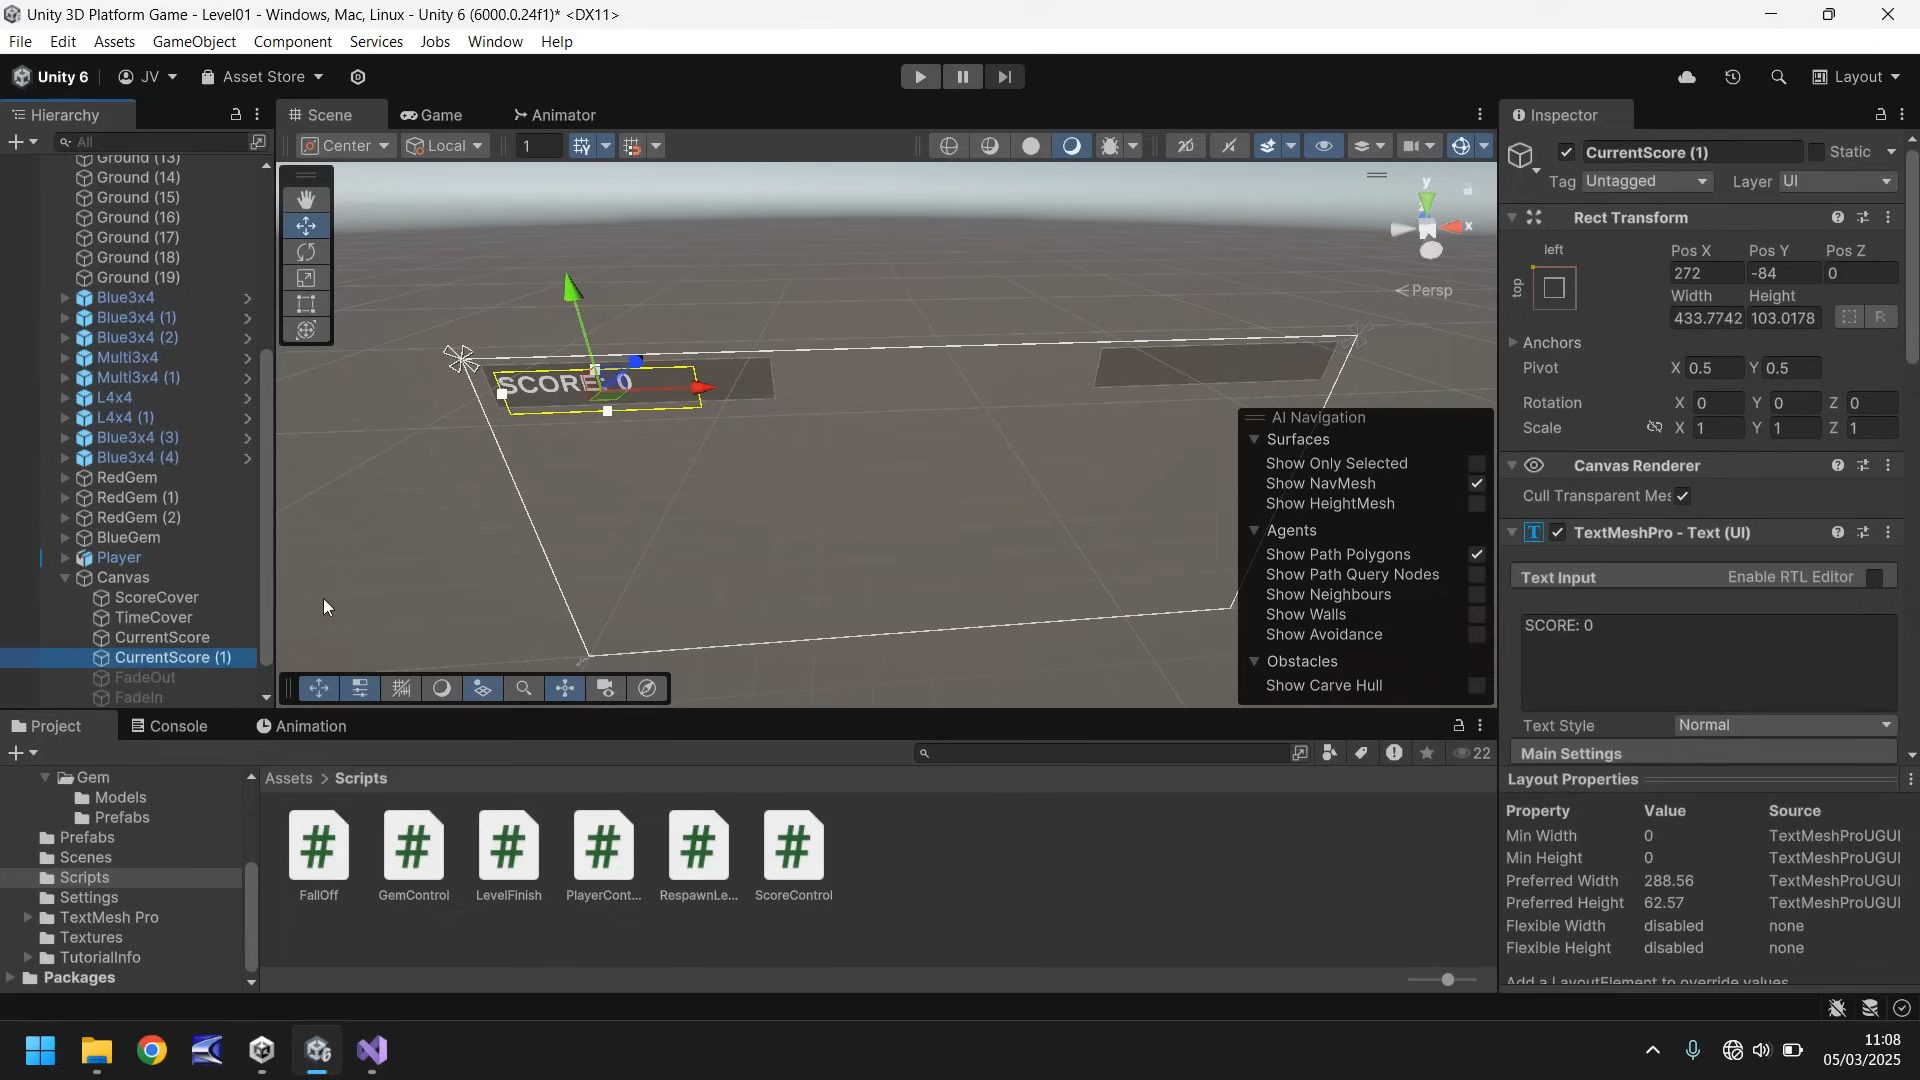 Unity 3D Platform Game - Level01 - Windows, Mac, Linux - Unity 6 (6000.0.24f1)* <DX11>
File Edit Assets GameObject Component Services Jobs Window Help
Unity 6 JV Asset Store Layout
Hierarchy
All
Ground (13)
Ground (14)
Ground (15)
Ground (16)
Ground (17)
Ground (18)
Ground (19)
Blue3x4
Blue3x4 (1)
Blue3x4 (2)
Multi3x4
Multi3x4 (1)
L4x4
L4x4 (1)
Blue3x4 (3)
Blue3x4 (4)
RedGem
RedGem (1)
RedGem (2)
BlueGem
Player
Canvas
ScoreCover
TimeCover
CurrentScore
CurrentScore (1)
FadeOut
FadeIn
Scene Game Animator
Center Local 1 2D
y
x
Persp
SCORE: 0
AI Navigation
Surfaces
Show Only Selected
Show NavMesh
Show HeightMesh
Agents
Show Path Polygons
Show Path Query Nodes
Show Neighbours
Show Walls
Show Avoidance
Obstacles
Show Carve Hull
Inspector
CurrentScore (1) Static
Tag Untagged Layer UI
Rect Transform
left
top
Pos X Pos Y Pos Z
272 -84 0
Width Height
433.7742 103.0178 R
Anchors
Pivot X 0.5 Y 0.5
Rotation X 0 Y 0 Z 0
Scale X 1 Y 1 Z 1
Canvas Renderer
Cull Transparent Mes
TextMeshPro - Text (UI)
Text Input Enable RTL Editor
SCORE: 0
Text Style Normal
Main Settings
Layout Properties
Property Value Source
Min Width 0 TextMeshProUGUI
Min Height 0 TextMeshProUGUI
Preferred Width 288.56 TextMeshProUGUI
Preferred Height 62.57 TextMeshProUGUI
Flexible Width disabled none
Flexible Height disabled none
Add a LayoutElement to override values
Project Console Animation
22
Gem
Models
Prefabs
Prefabs
Scenes
Scripts
Settings
TextMesh Pro
Textures
TutorialInfo
Packages
Assets > Scripts
FallOff GemControl LevelFinish PlayerCont... RespawnLe... ScoreControl
11:08
05/03/2025